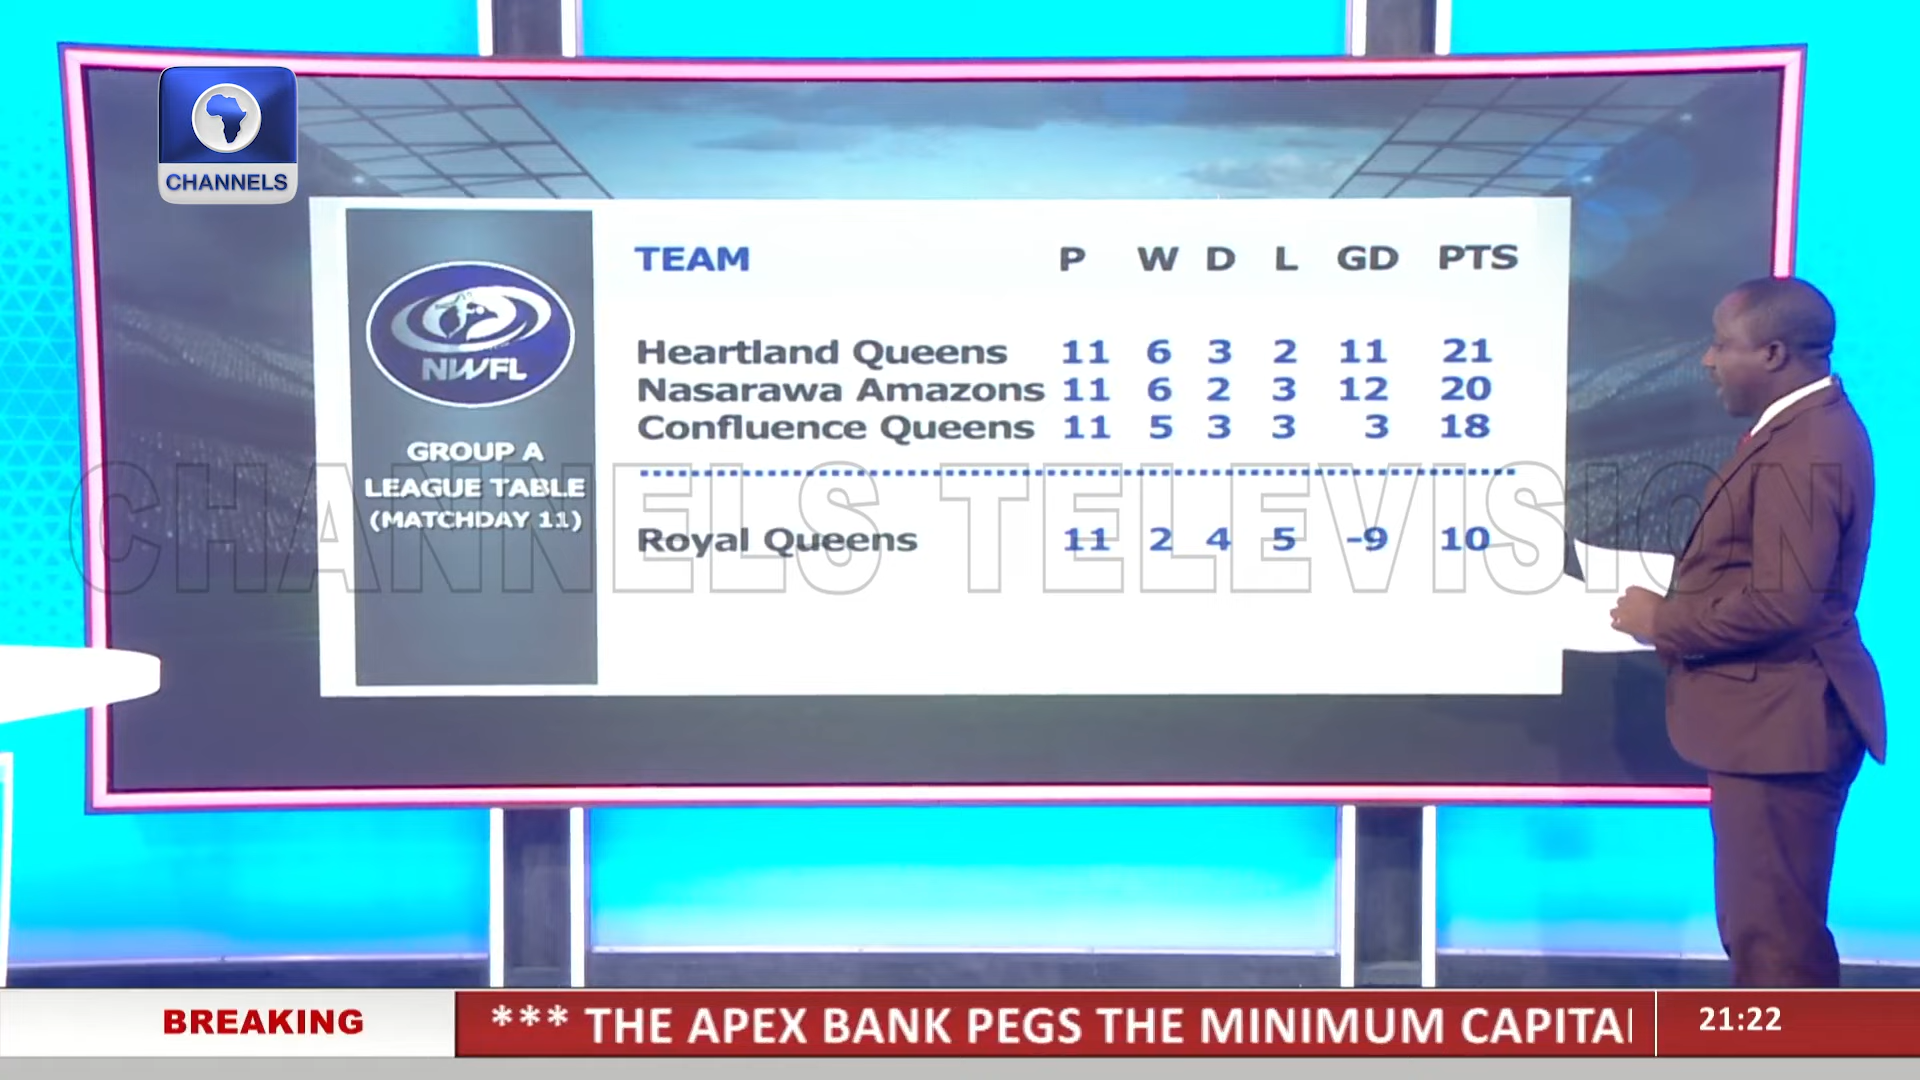 CHANNELS
TEAM P W D L GD PTS
Heartland Queens 11 6 3 2 11 21
Nasarawa Amazons 11 6 2 3 12 20
Confluence Queens 11 5 3 3 3 18
Royal Queens 11 2 4 5 -9 10
NWFL
GROUP A
LEAGUE TABLE
(MATCHDAY 11)
CHANNELS TELEVISION
BREAKING *** THE APEX BANK PEGS THE MINIMUM CAPITAL 21:22